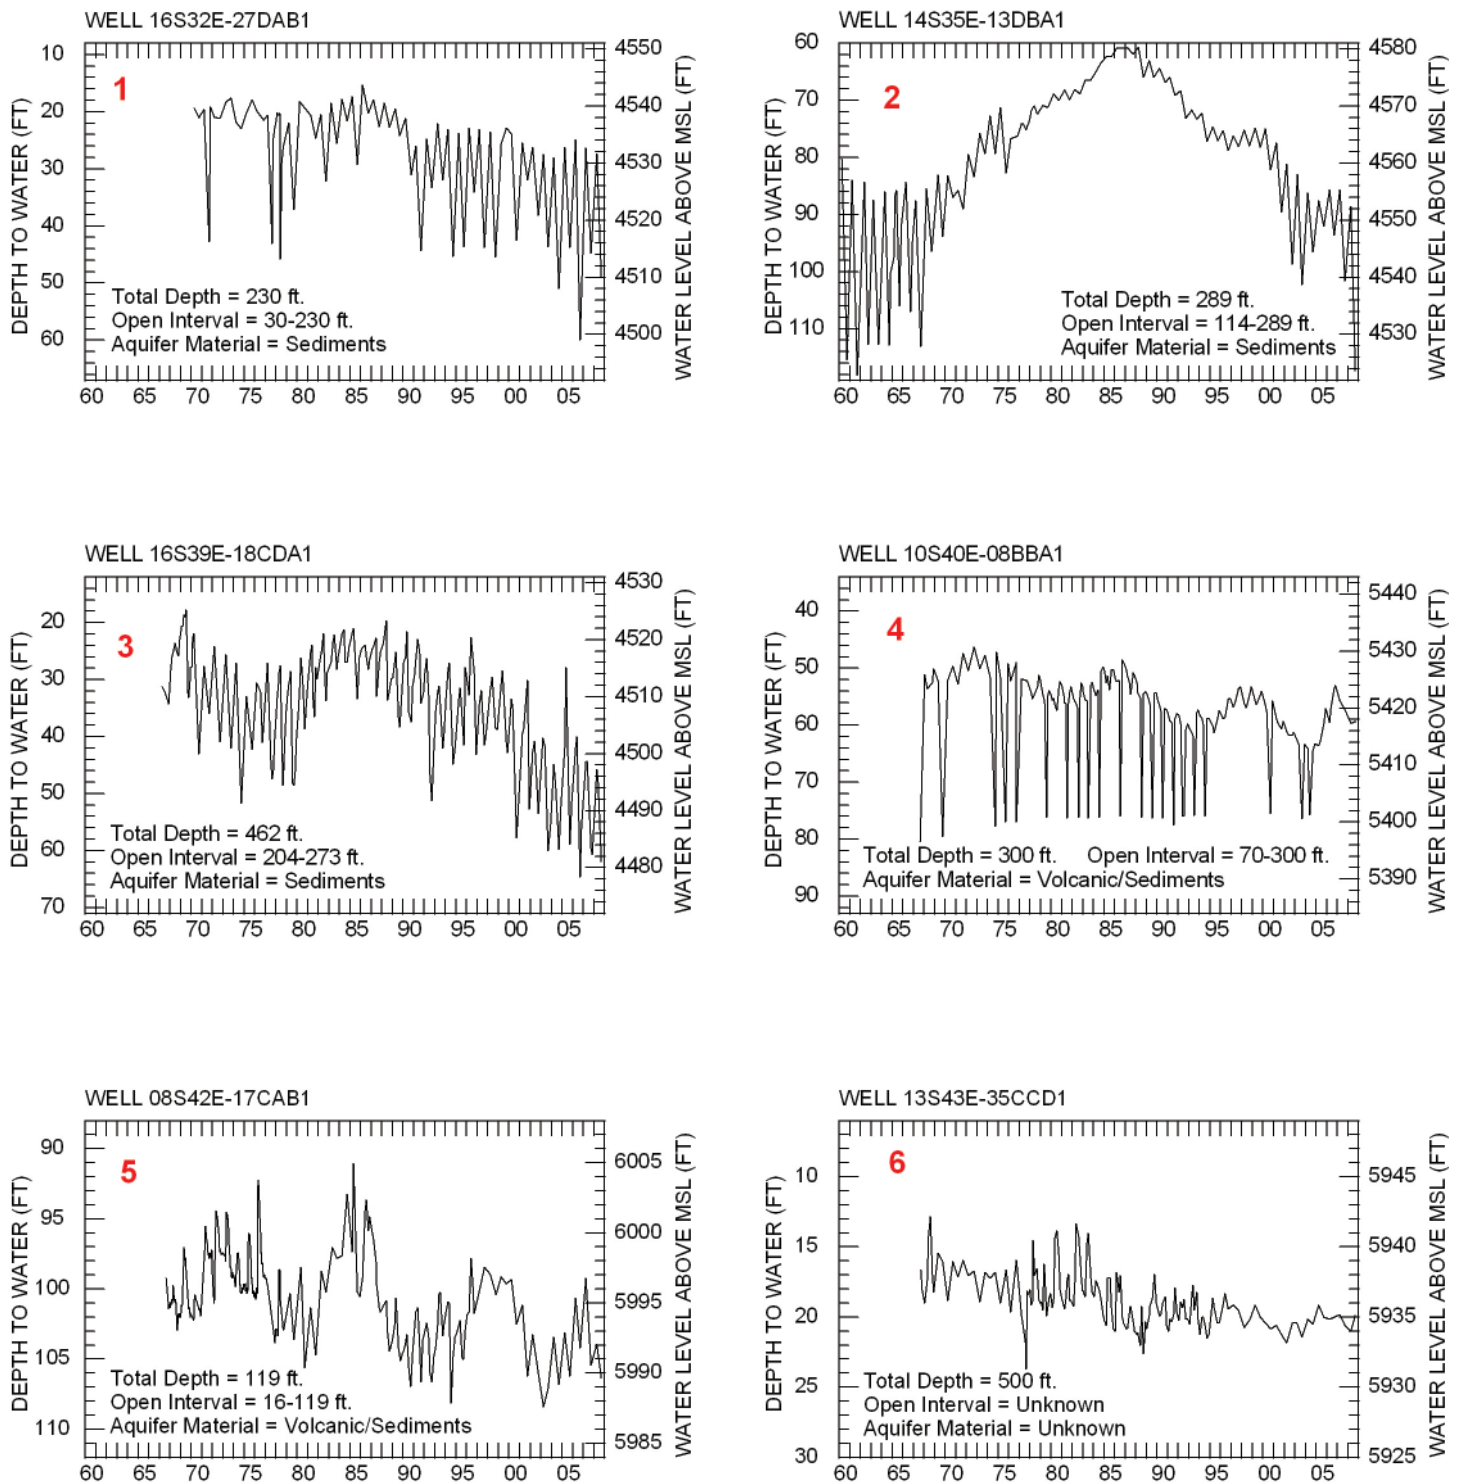 WELL 16S32E-27DAB1
1
DEPTH TO WATER (FT)
10
20
30
40
50
60
4550
4540
4530
4520
4510
4500
WATER LEVEL ABOVE MSL (FT)
Total Depth = 230 ft.
Open Interval = 30-230 ft.
Aquifer Material = Sediments
60 65 70 75 80 85 90 95 00 05
WELL 14S35E-13DBA1
2
DEPTH TO WATER (FT)
60
70
80
90
100
110
4580
4570
4560
4550
4540
4530
WATER LEVEL ABOVE MSL (FT)
Total Depth = 289 ft.
Open Interval = 114-289 ft.
Aquifer Material = Sediments
60 65 70 75 80 85 90 95 00 05
WELL 16S39E-18CDA1
3
DEPTH TO WATER (FT)
20
30
40
50
60
70
4530
4520
4510
4500
4490
4480
WATER LEVEL ABOVE MSL (FT)
Total Depth = 462 ft.
Open Interval = 204-273 ft.
Aquifer Material = Sediments
60 65 70 75 80 85 90 95 00 05
WELL 10S40E-08BBA1
4
DEPTH TO WATER (FT)
40
50
60
70
80
90
5440
5430
5420
5410
5400
5390
WATER LEVEL ABOVE MSL (FT)
Total Depth = 300 ft. Open Interval = 70-300 ft.
Aquifer Material = Volcanic/Sediments
60 65 70 75 80 85 90 95 00 05
WELL 08S42E-17CAB1
5
DEPTH TO WATER (FT)
90
95
100
105
110
6005
6000
5995
5990
5985
WATER LEVEL ABOVE MSL (FT)
Total Depth = 119 ft.
Open Interval = 16-119 ft.
Aquifer Material = Volcanic/Sediments
60 65 70 75 80 85 90 95 00 05
WELL 13S43E-35CCD1
6
DEPTH TO WATER (FT)
10
15
20
25
30
5945
5940
5935
5930
5925
WATER LEVEL ABOVE MSL (FT)
Total Depth = 500 ft.
Open Interval = Unknown
Aquifer Material = Unknown
60 65 70 75 80 85 90 95 00 05